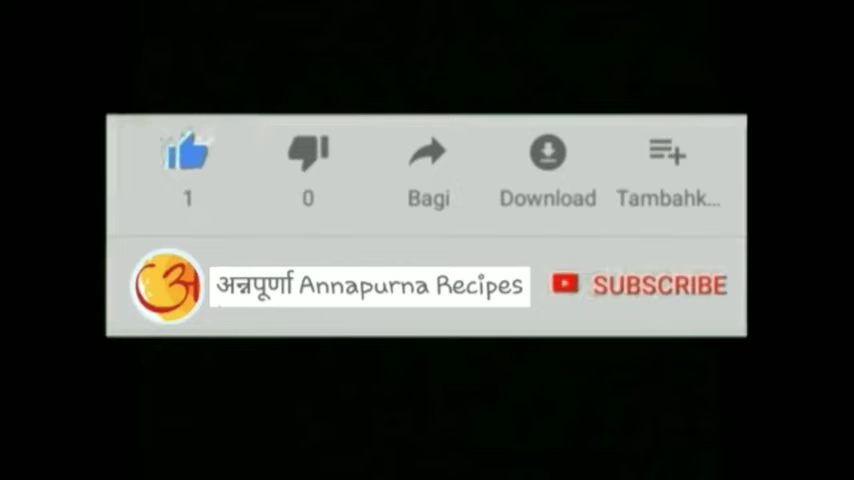 1 0 Bagi Download Tambahk...
अन्नपूर्णा Annapurna Recipes SUBSCRIBE